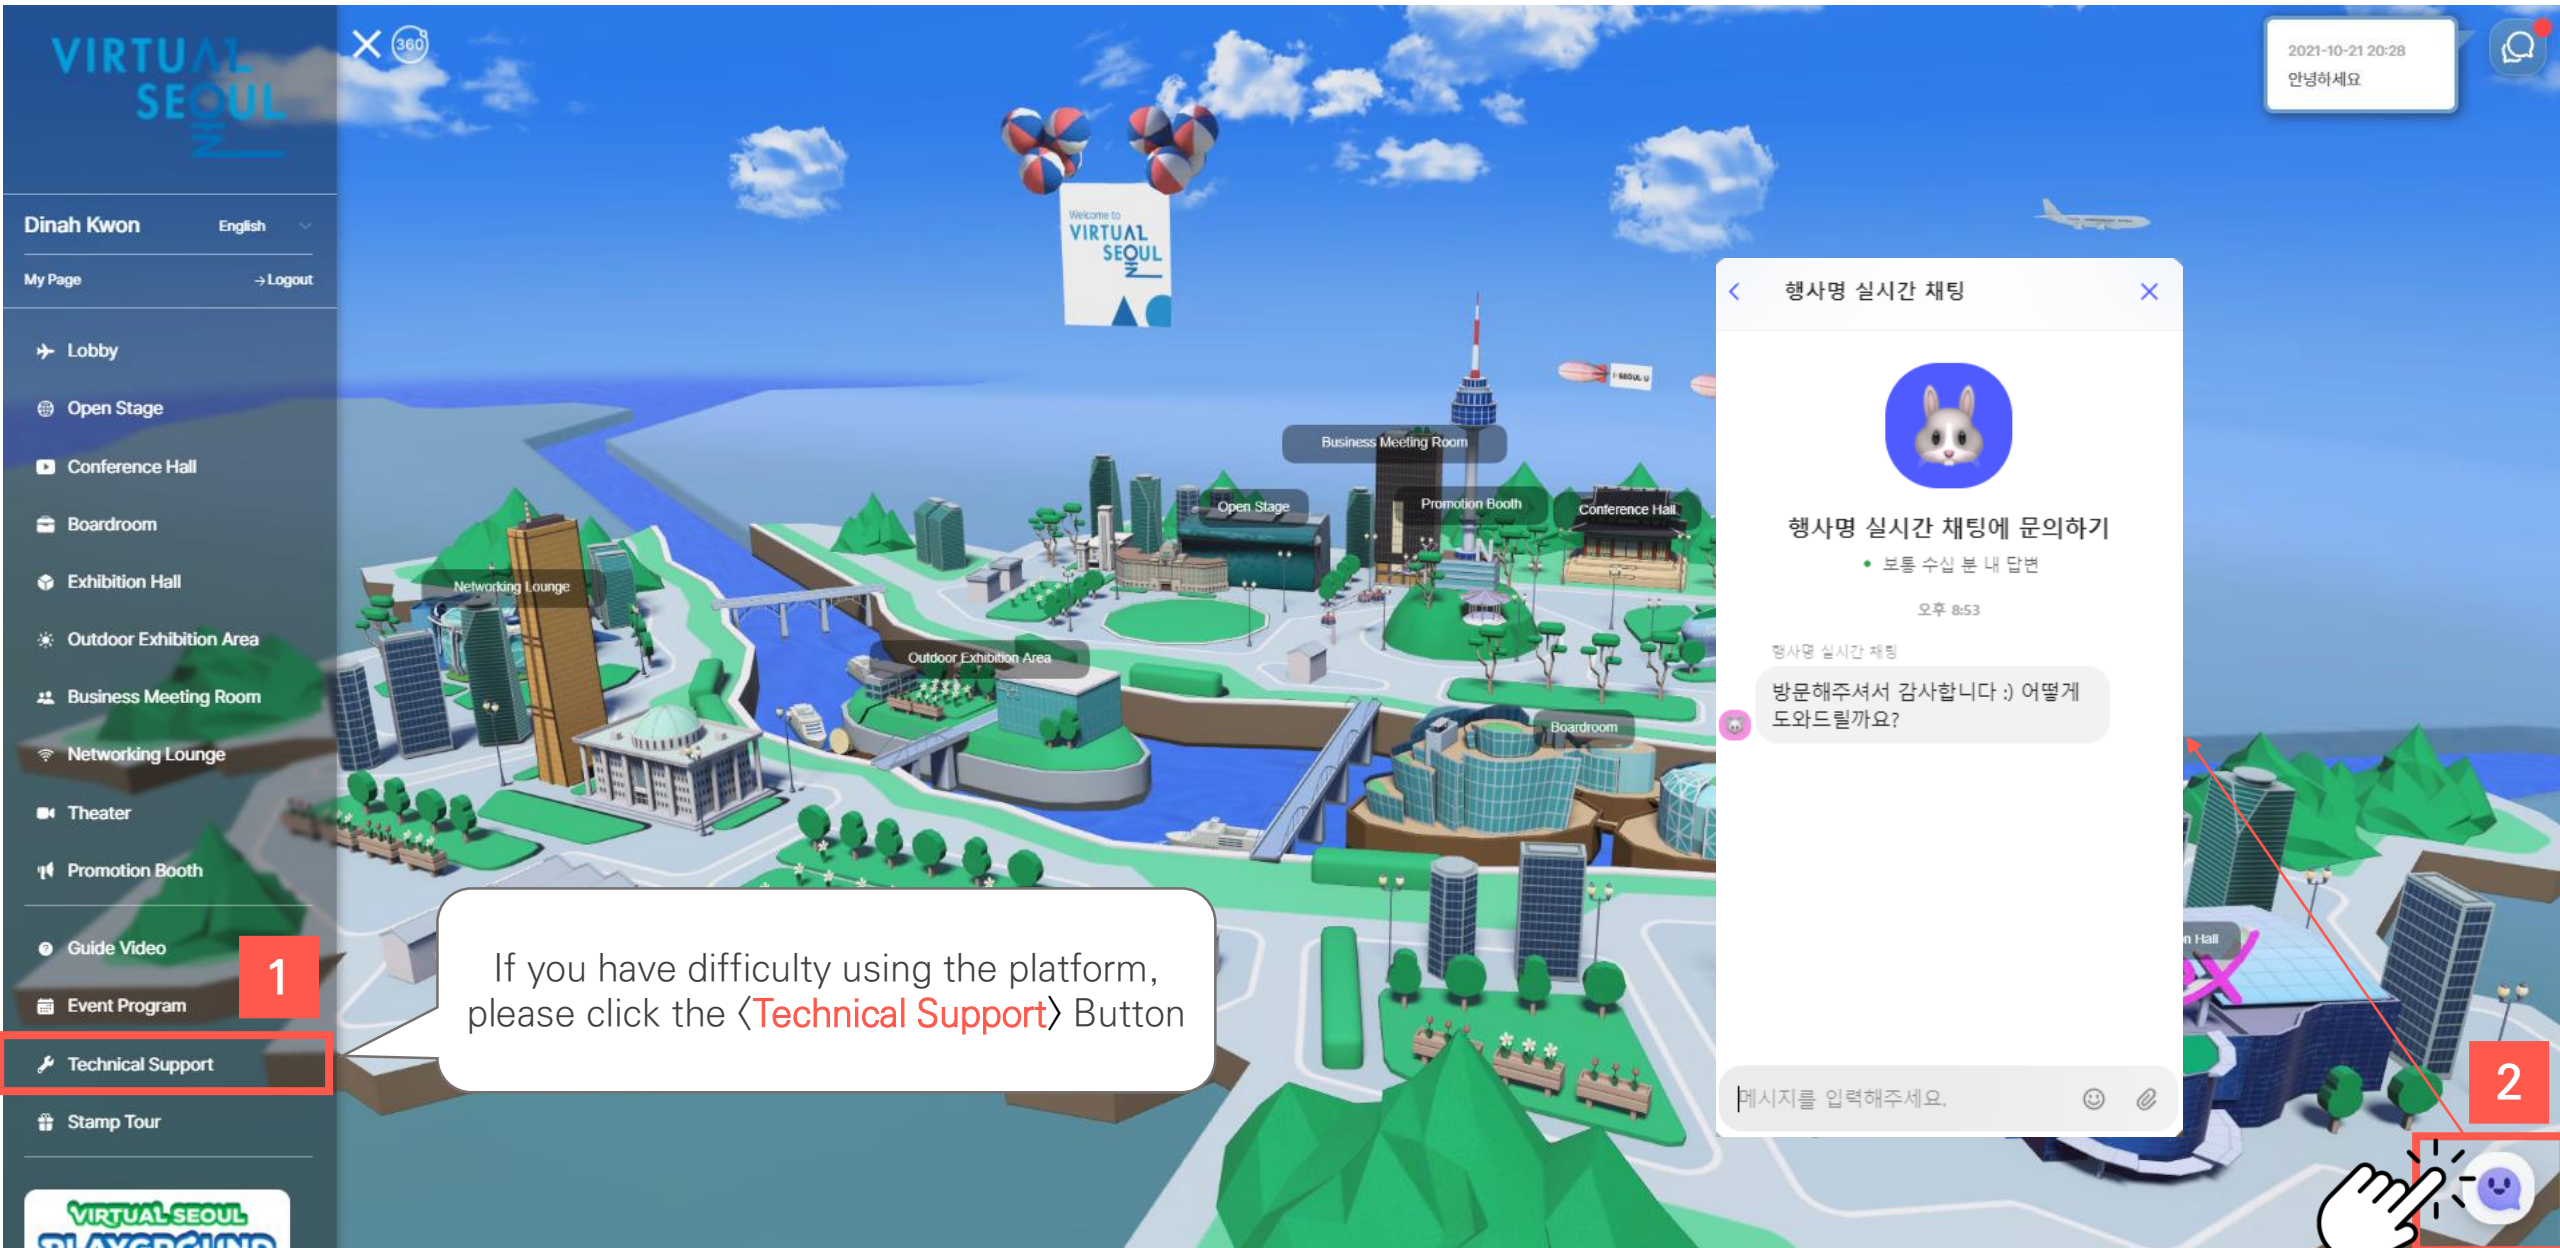 VIRTUAL
SEOUL
360
2021-10-21 20:28
안녕하세요
Dinah Kwon
English
My Page
→Logout
Lobby
Open Stage
Conference Hall
Boardroom
Exhibition Hall
Outdoor Exhibition Area
Business Meeting Room
Networking Lounge
Theater
Promotion Booth
Guide Video
Event Program
Technical Support
Stamp Tour
VIRTUAL SEOUL
PLAYGROUND
1
Welcome to
VIRTUAL
SEOUL
I·SEOUL·U
Business Meeting Room
Open Stage
Promotion Booth
Conference Hall
Networking Lounge
Outdoor Exhibition Area
Boardroom
n Hall
If you have difficulty using the platform,
please click the 〈Technical Support〉 Button
행사명 실시간 채팅
행사명 실시간 채팅에 문의하기
보통 수십 분 내 답변
오후 8:53
행사명 실시간 채팅
방문해주셔서 감사합니다 :) 어떻게
도와드릴까요?
메시지를 입력해주세요.
2